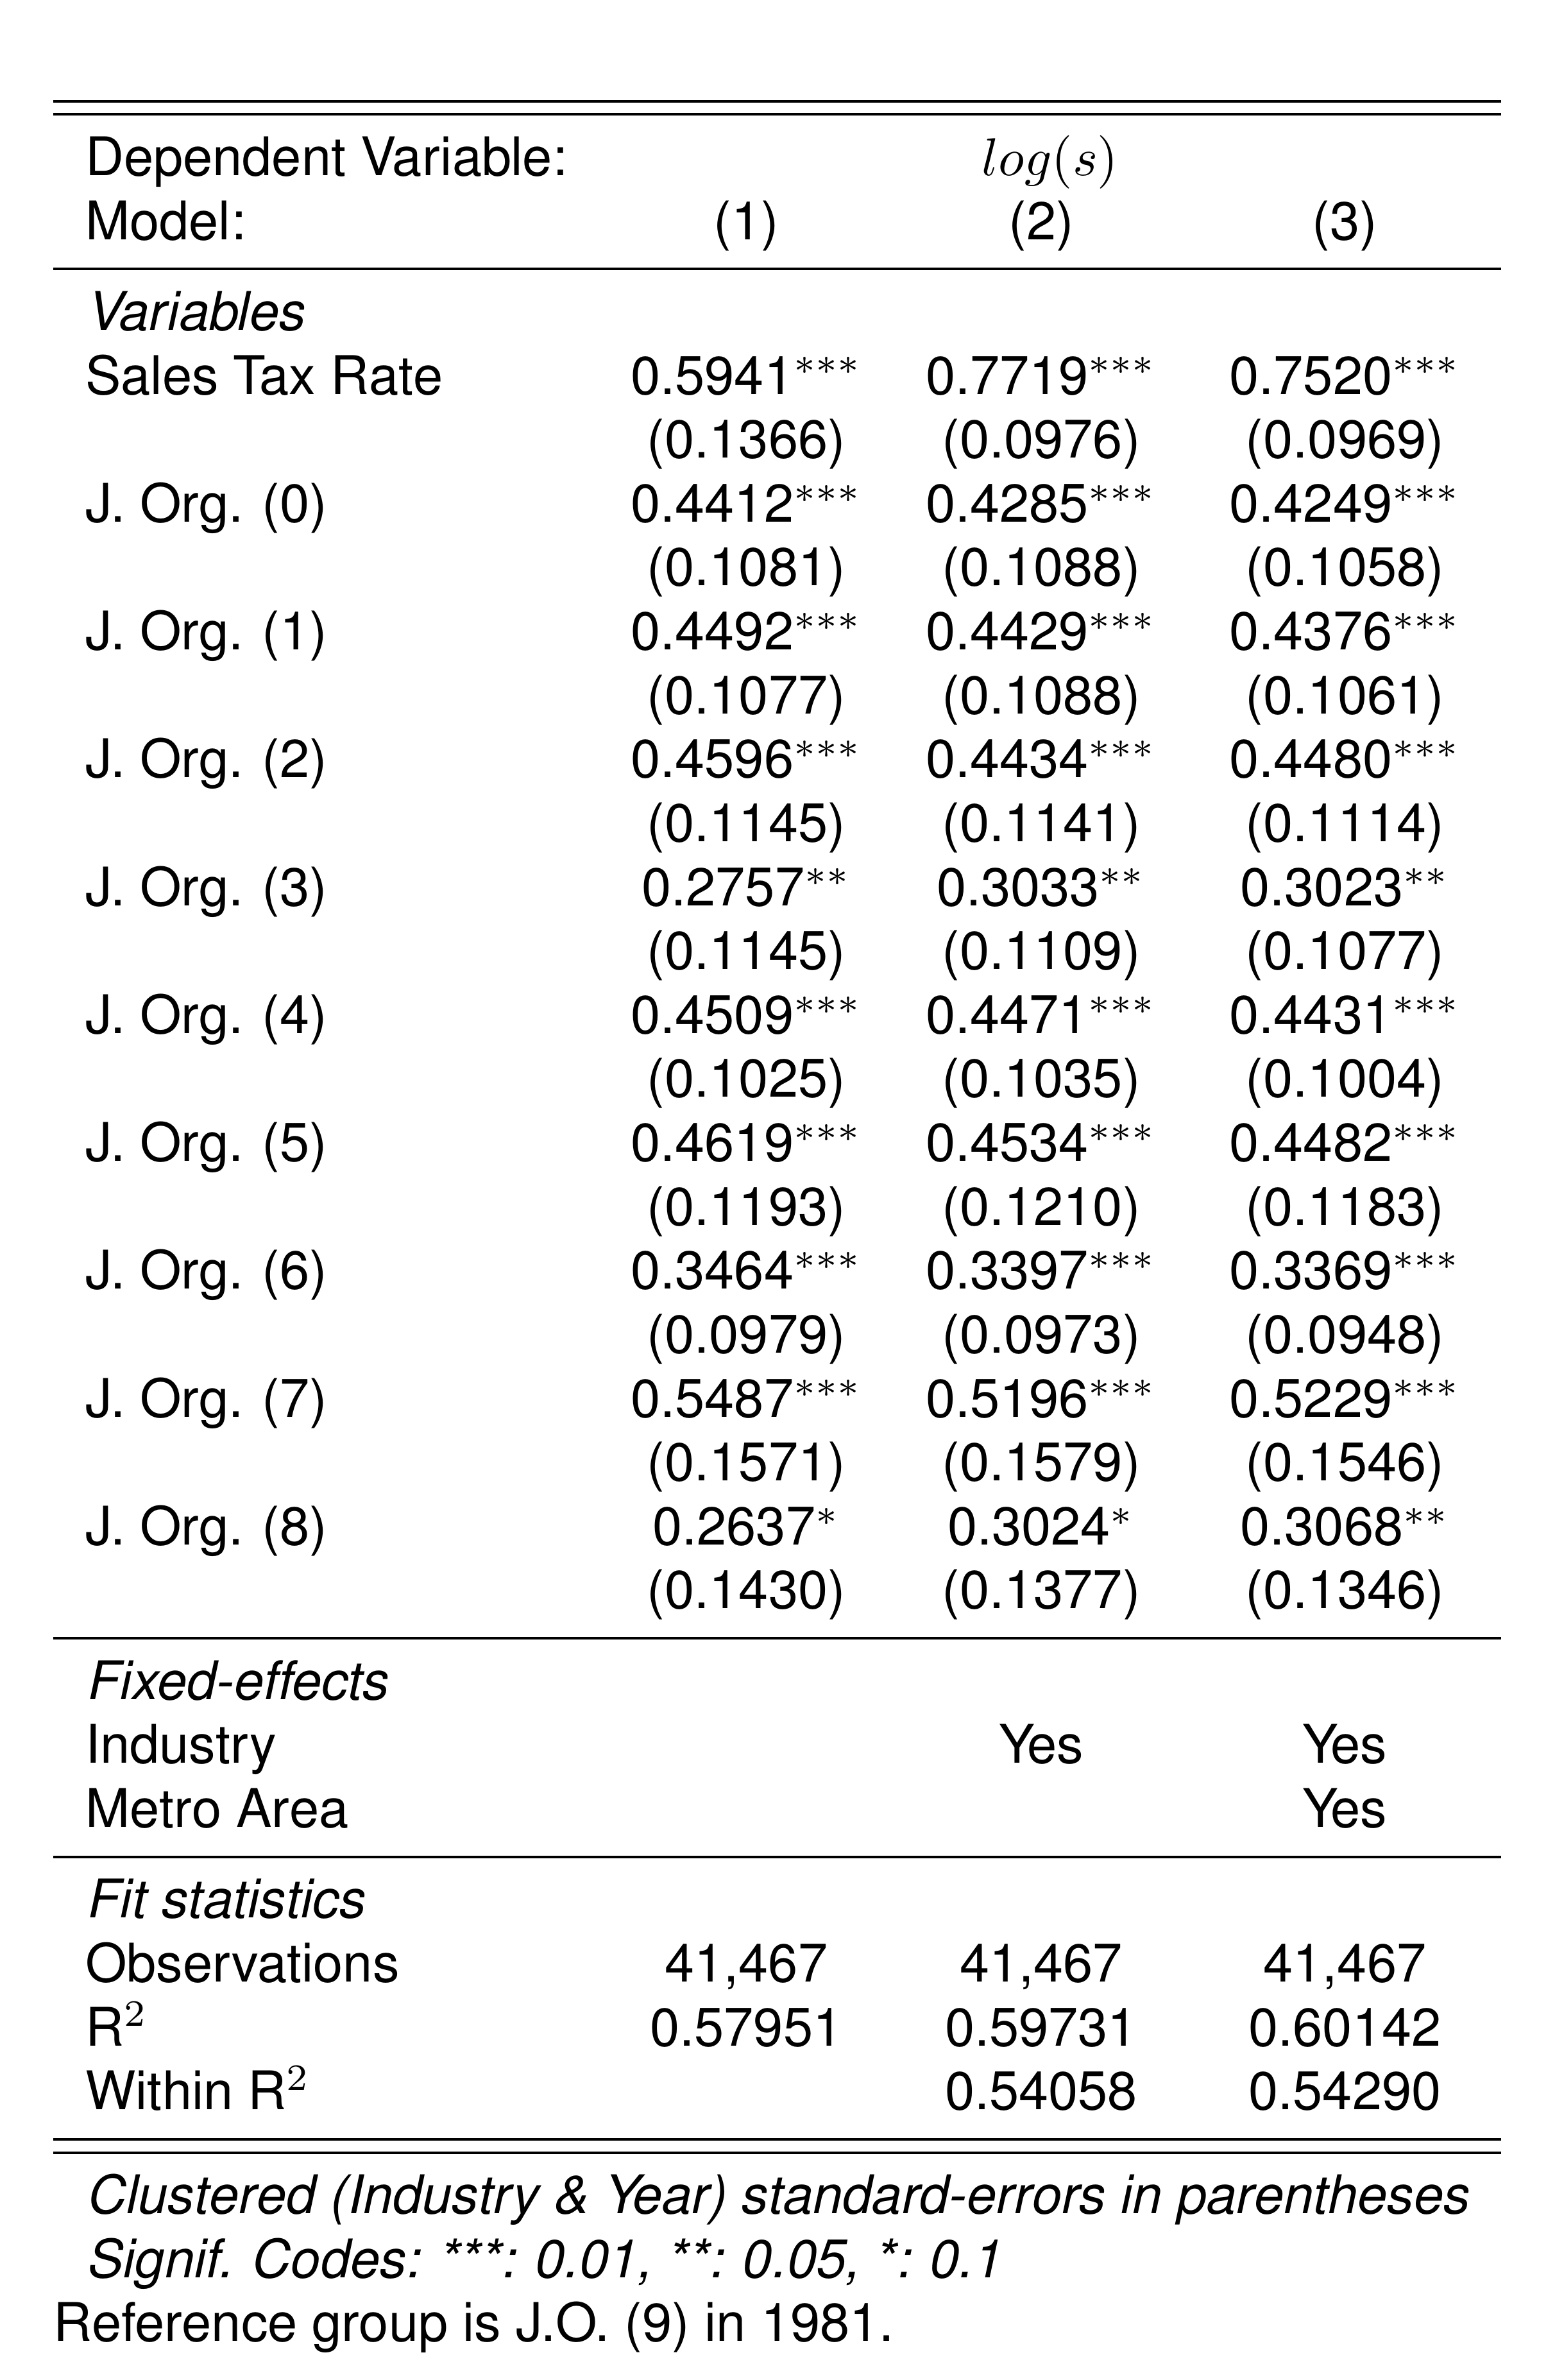 Dependent Variable: log(s)
Model: (1) (2) (3)
Variables
Sales Tax Rate 0.5941*** 0.7719*** 0.7520***
(0.1366) (0.0976) (0.0969)
J. Org. (0) 0.4412*** 0.4285*** 0.4249***
(0.1081) (0.1088) (0.1058)
J. Org. (1) 0.4492*** 0.4429*** 0.4376***
(0.1077) (0.1088) (0.1061)
J. Org. (2) 0.4596*** 0.4434*** 0.4480***
(0.1145) (0.1141) (0.1114)
J. Org. (3) 0.2757** 0.3033** 0.3023**
(0.1145) (0.1109) (0.1077)
J. Org. (4) 0.4509*** 0.4471*** 0.4431***
(0.1025) (0.1035) (0.1004)
J. Org. (5) 0.4619*** 0.4534*** 0.4482***
(0.1193) (0.1210) (0.1183)
J. Org. (6) 0.3464*** 0.3397*** 0.3369***
(0.0979) (0.0973) (0.0948)
J. Org. (7) 0.5487*** 0.5196*** 0.5229***
(0.1571) (0.1579) (0.1546)
J. Org. (8) 0.2637* 0.3024* 0.3068**
(0.1430) (0.1377) (0.1346)
Fixed-effects
Industry Yes Yes
Metro Area Yes
Fit statistics
Observations 41,467 41,467 41,467
R² 0.57951 0.59731 0.60142
Within R² 0.54058 0.54290
Clustered (Industry & Year) standard-errors in parentheses
Signif. Codes: ***: 0.01, **: 0.05, *: 0.1
Reference group is J.O. (9) in 1981.